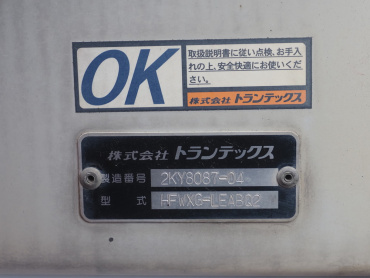 OK
取扱説明書に従い点検、お手入
れの上、安全快適にお使いくだ
さい。
株式会社 トランテックス
株式会社 トランテックス
製造番号 2KY8087-04
型式 HFWXG-LEABQ2